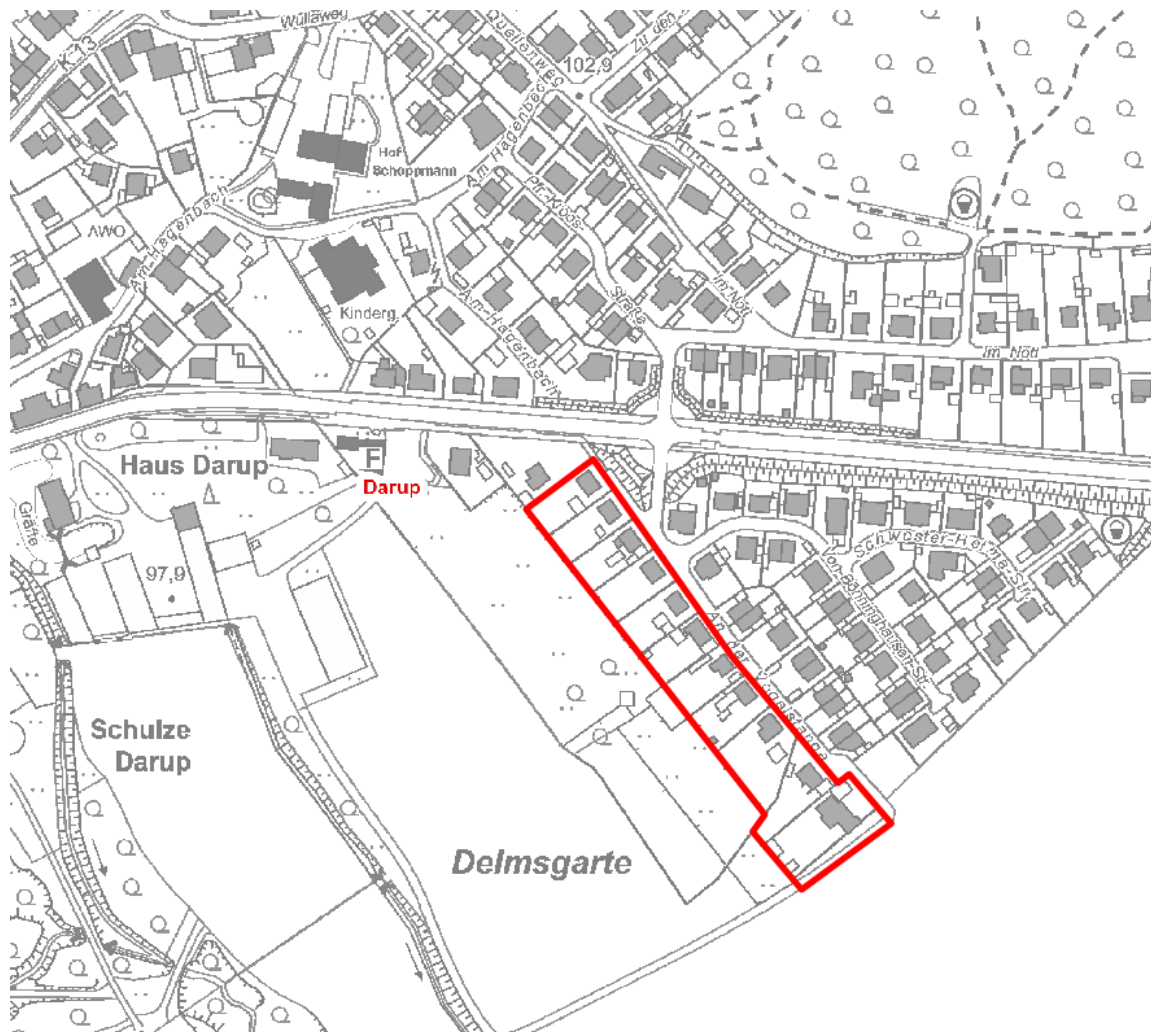 Wüllaweg
K 13
Quellenweg
Zu den
102,9
Hof
Schoppmann
Am Hagenbach
Am-Hagenbach
AWO
Pfr.-Kloos-
Straße
Im Nott
Kinderg.
Am-Hagenbach
Im Nott
Haus Darup
F
Darup
Gräfte
97,9
Schwester-Helma-Str.
Von-Bönninghausen-Str.
An der Vogelstange
Schulze
Darup
Delmsgarte